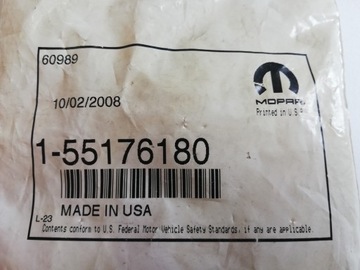 60989
10/02/2008
MOPAR
Printed in U.S.
1-55176180
1
MADE IN USA
L-23
Contents conform to U.S. Federal Motor Vehicle Safety Standards, if any are applicable.